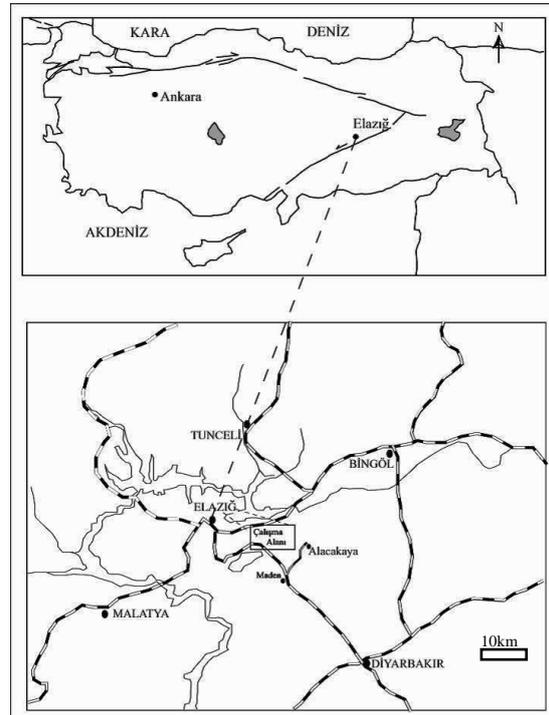 KARA
DENİZ
N
Ankara
Elazığ
AKDENİZ
TUNCELİ
BİNGÖL
ELAZIĞ
Çalışma
Alanı
Alacakaya
Maden
MALATYA
DİYARBAKIR
10km